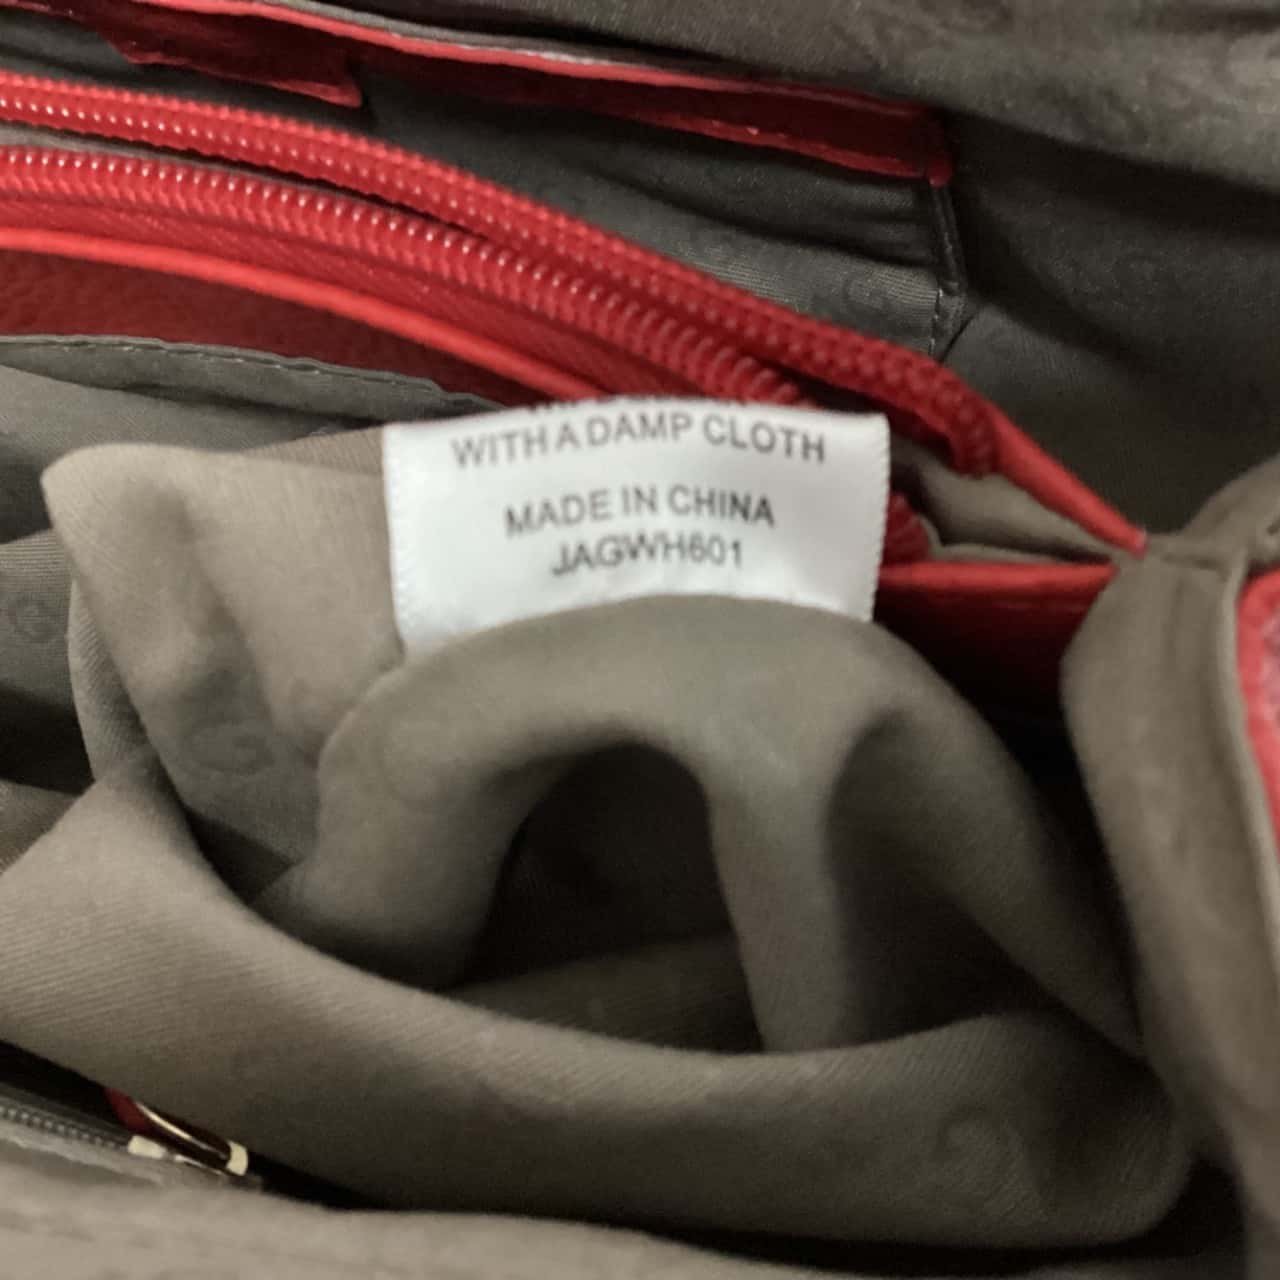 WITH A DAMP CLOTH
MADE IN CHINA
JAGWH601